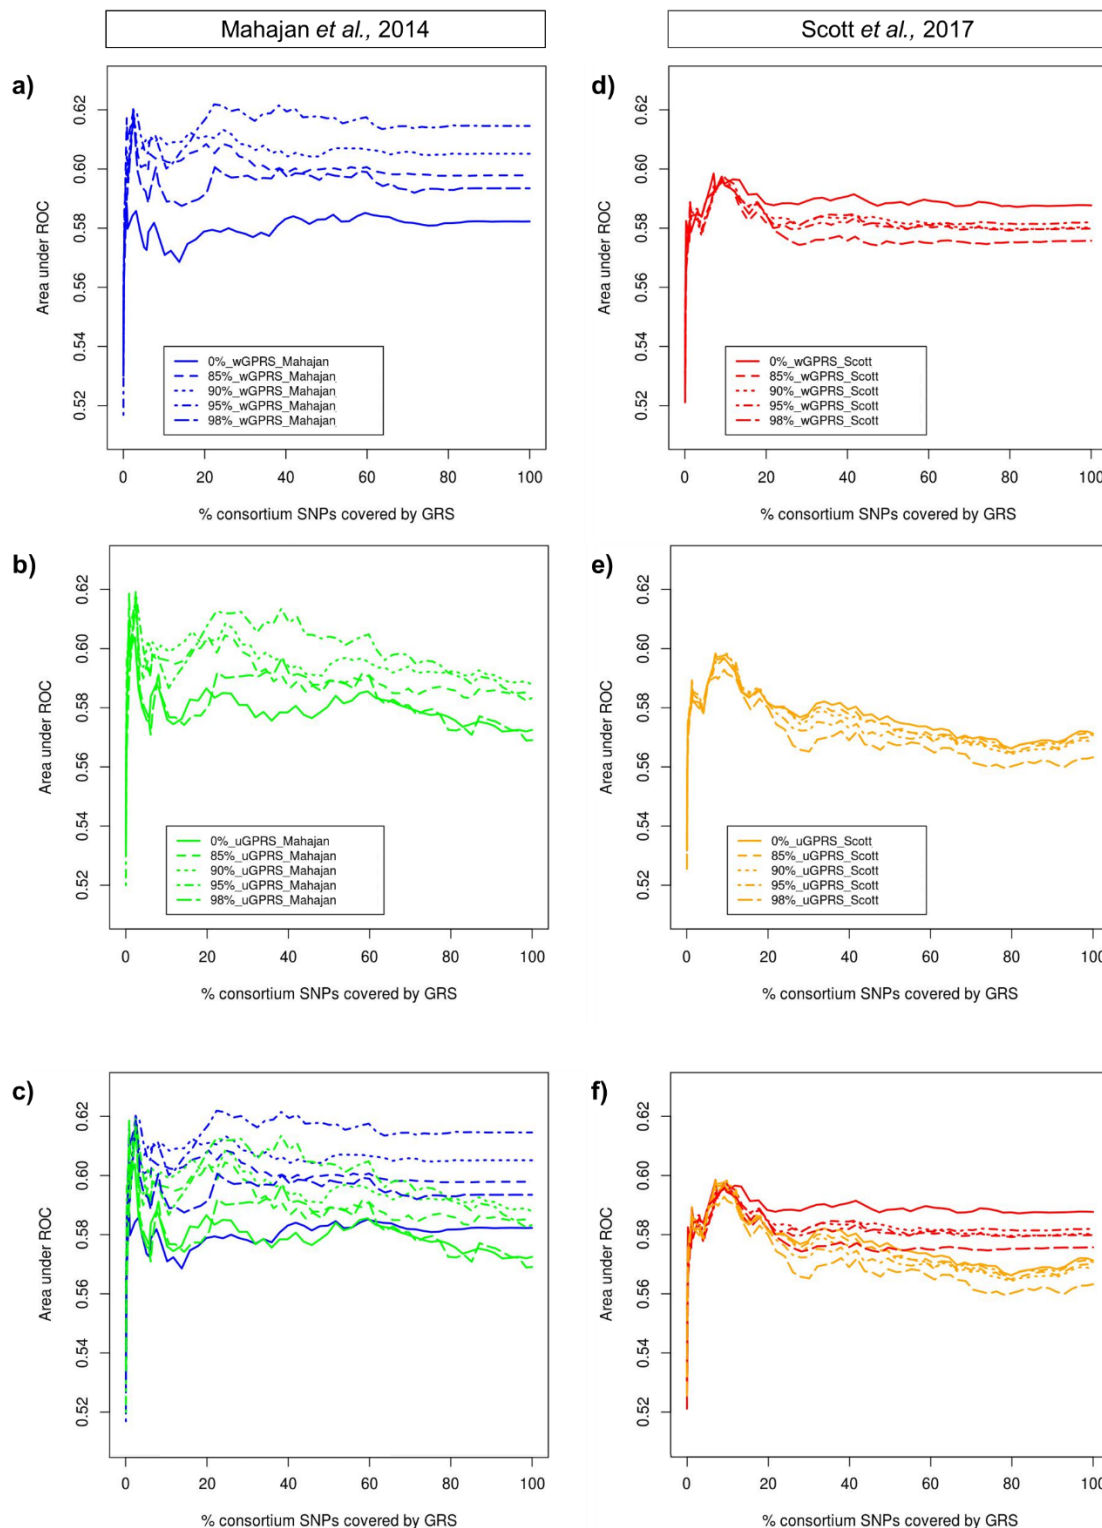 Mahajan et al., 2014
Scott et al., 2017
a)
Area under ROC
0.62
0.60
0.58
0.56
0.54
0.52
0%_wGPRS_Mahajan
85%_wGPRS_Mahajan
90%_wGPRS_Mahajan
95%_wGPRS_Mahajan
98%_wGPRS_Mahajan
0 20 40 60 80 100
% consortium SNPs covered by GRS
d)
Area under ROC
0.62
0.60
0.58
0.56
0.54
0.52
0%_wGPRS_Scott
85%_wGPRS_Scott
90%_wGPRS_Scott
95%_wGPRS_Scott
98%_wGPRS_Scott
0 20 40 60 80 100
% consortium SNPs covered by GRS
b)
Area under ROC
0.62
0.60
0.58
0.56
0.54
0.52
0%_uGPRS_Mahajan
85%_uGPRS_Mahajan
90%_uGPRS_Mahajan
95%_uGPRS_Mahajan
98%_uGPRS_Mahajan
0 20 40 60 80 100
% consortium SNPs covered by GRS
e)
Area under ROC
0.62
0.60
0.58
0.56
0.54
0.52
0%_uGPRS_Scott
85%_uGPRS_Scott
90%_uGPRS_Scott
95%_uGPRS_Scott
98%_uGPRS_Scott
0 20 40 60 80 100
% consortium SNPs covered by GRS
c)
Area under ROC
0.62
0.60
0.58
0.56
0.54
0.52
0 20 40 60 80 100
% consortium SNPs covered by GRS
f)
Area under ROC
0.62
0.60
0.58
0.56
0.54
0.52
0 20 40 60 80 100
% consortium SNPs covered by GRS